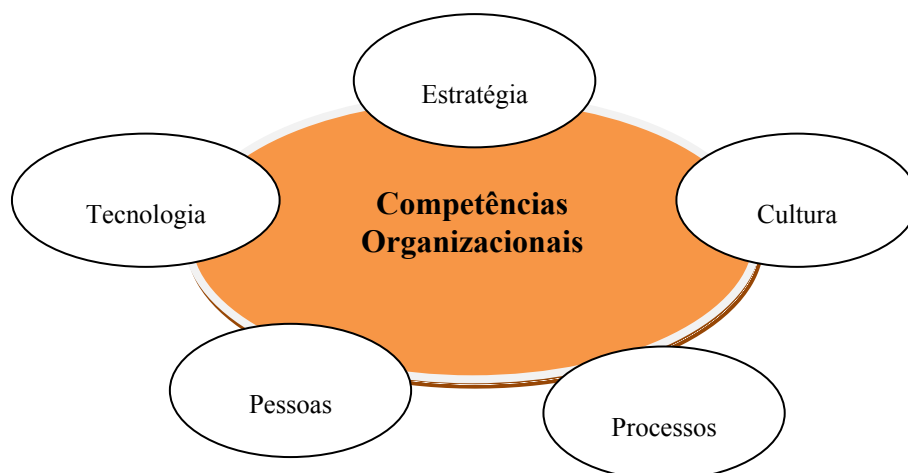 Estratégia
Tecnologia
Competências
Organizacionais
Cultura
Pessoas
Processos